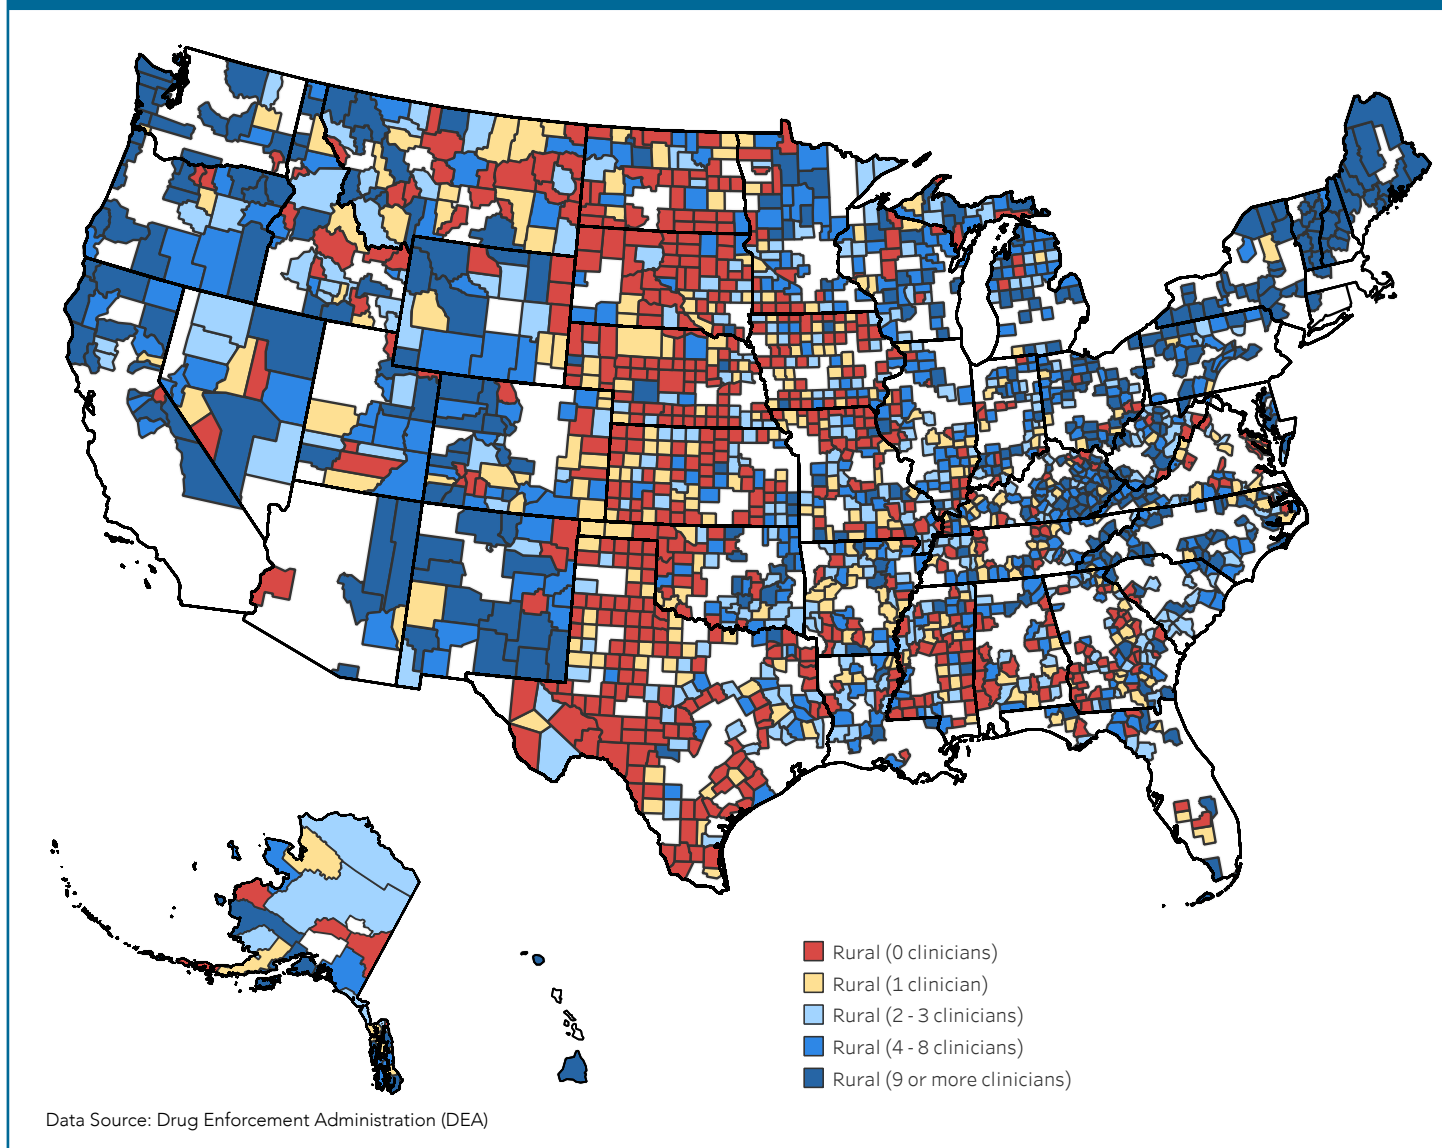 Rural (0 clinicians)
Rural (1 clinician)
Rural (2 - 3 clinicians)
Rural (4 - 8 clinicians)
Rural (9 or more clinicians)
Data Source: Drug Enforcement Administration (DEA)